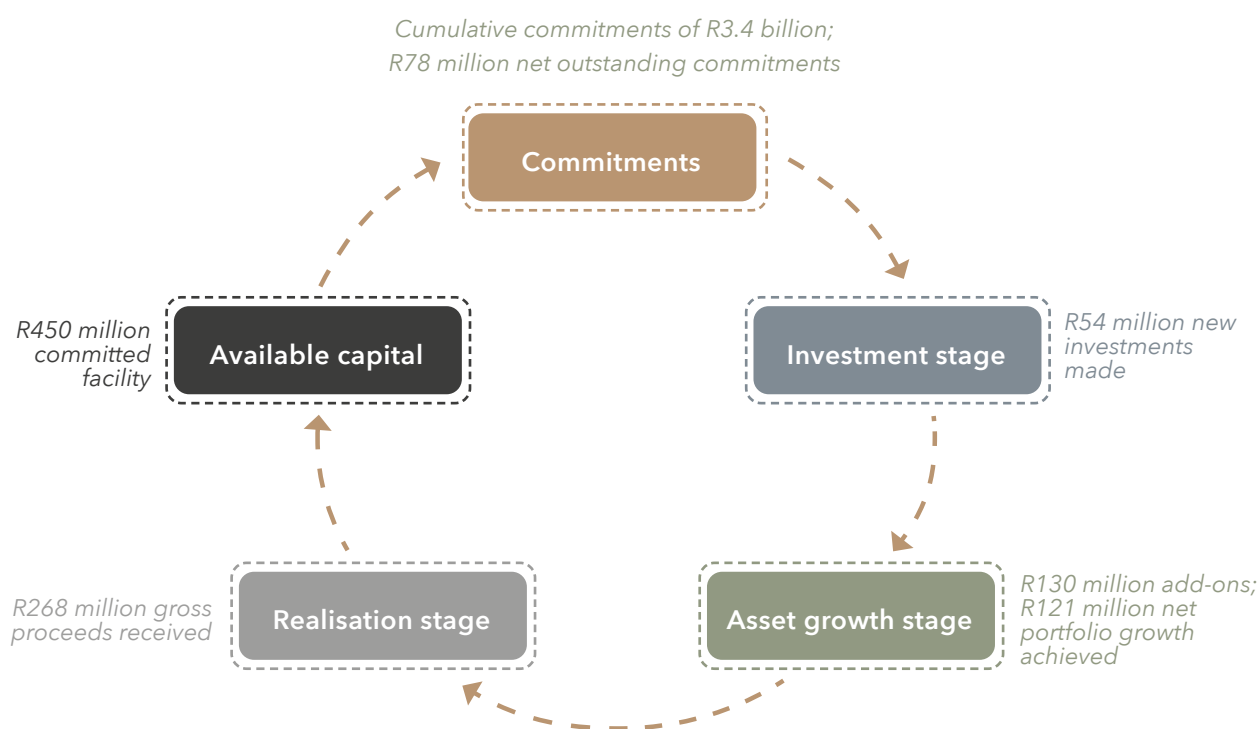 Cumulative commitments of R3.4 billion;
R78 million net outstanding commitments
Commitments
R450 million
committed
facility
Available capital
Investment stage
R54 million new
investments
made
R268 million gross
proceeds received
Realisation stage
Asset growth stage
R130 million add-ons;
R121 million net
portfolio growth
achieved